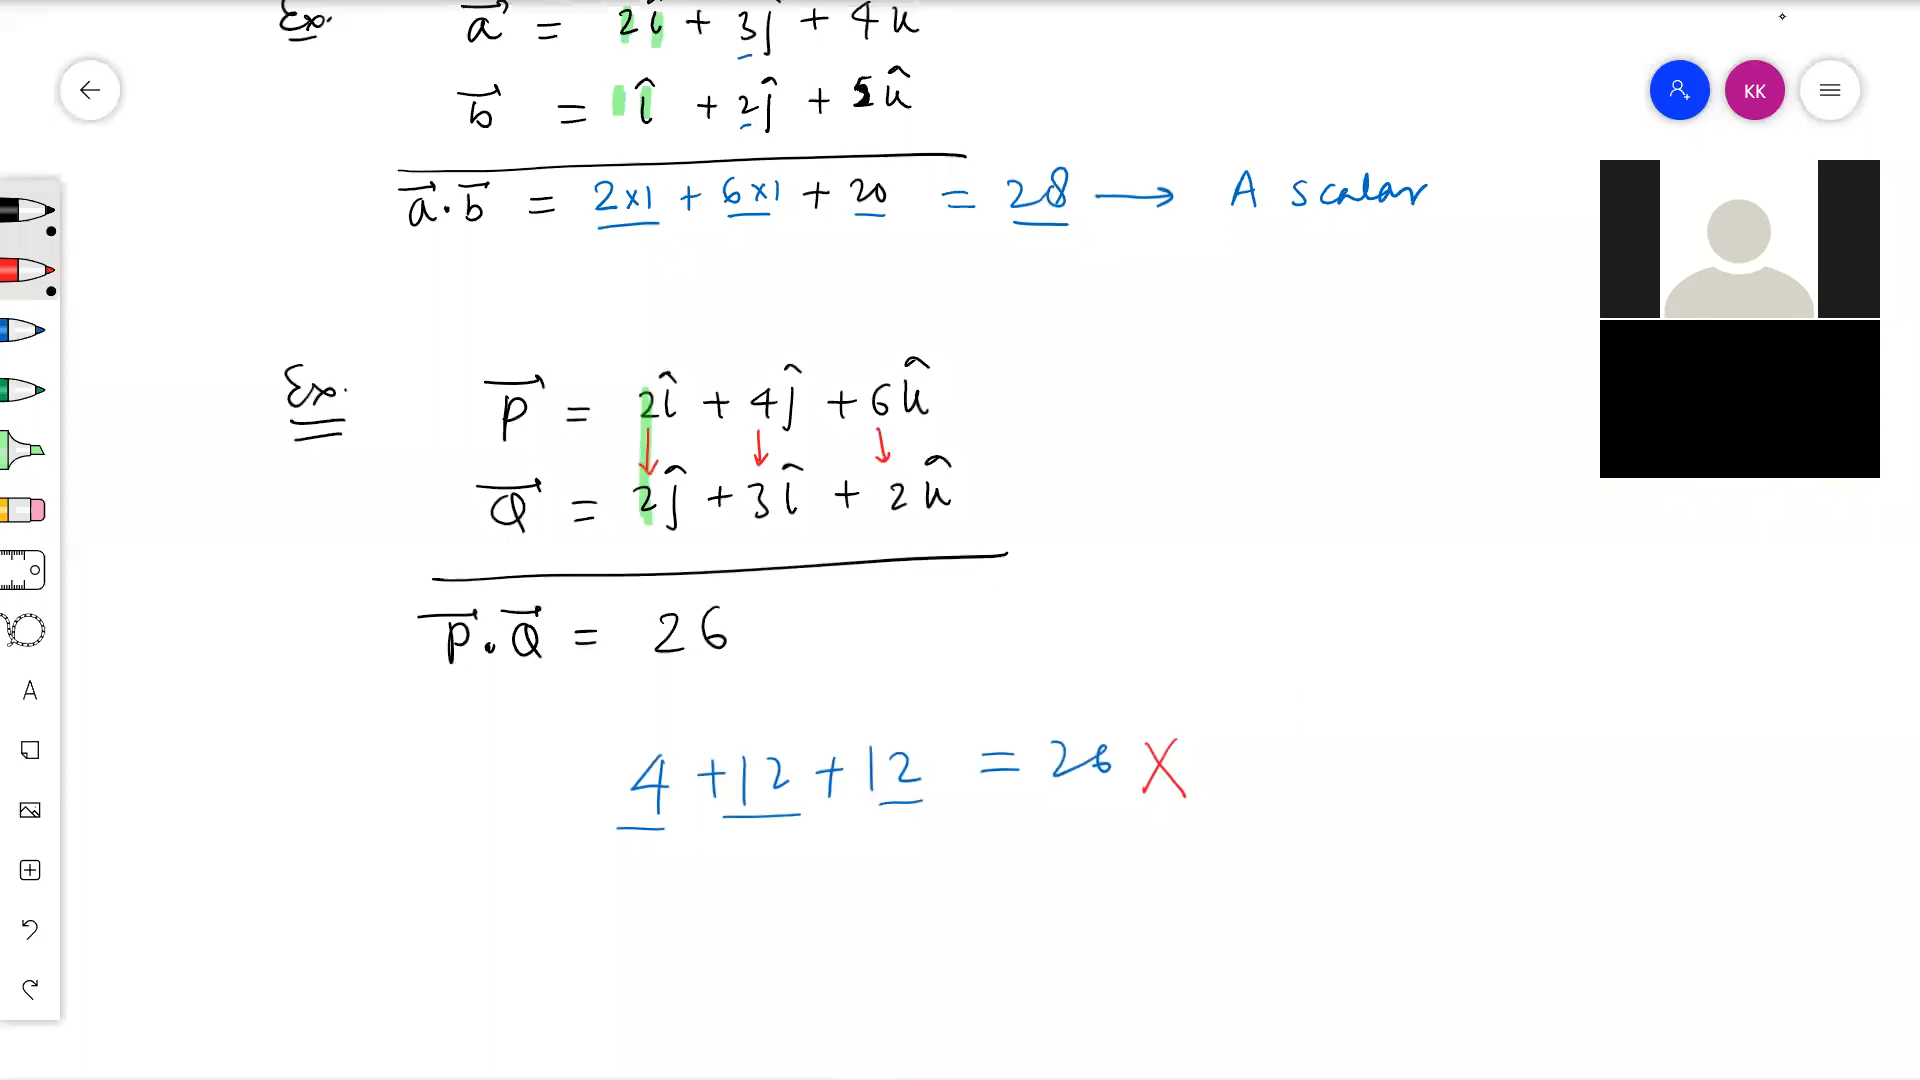 Ex. a⃗ = 2î + 3ĵ + 4k
b⃗ = 1î + 2ĵ + 5k̂
a⃗.b⃗ = 2×1 + 6×1 + 20 = 28 → A scalar
Ex. P⃗ = 2î + 4ĵ + 6k̂
Q⃗ = 2ĵ + 3î + 2k̂
P⃗.Q⃗ = 26
4 + 12 + 12 = 28 X
KK
A